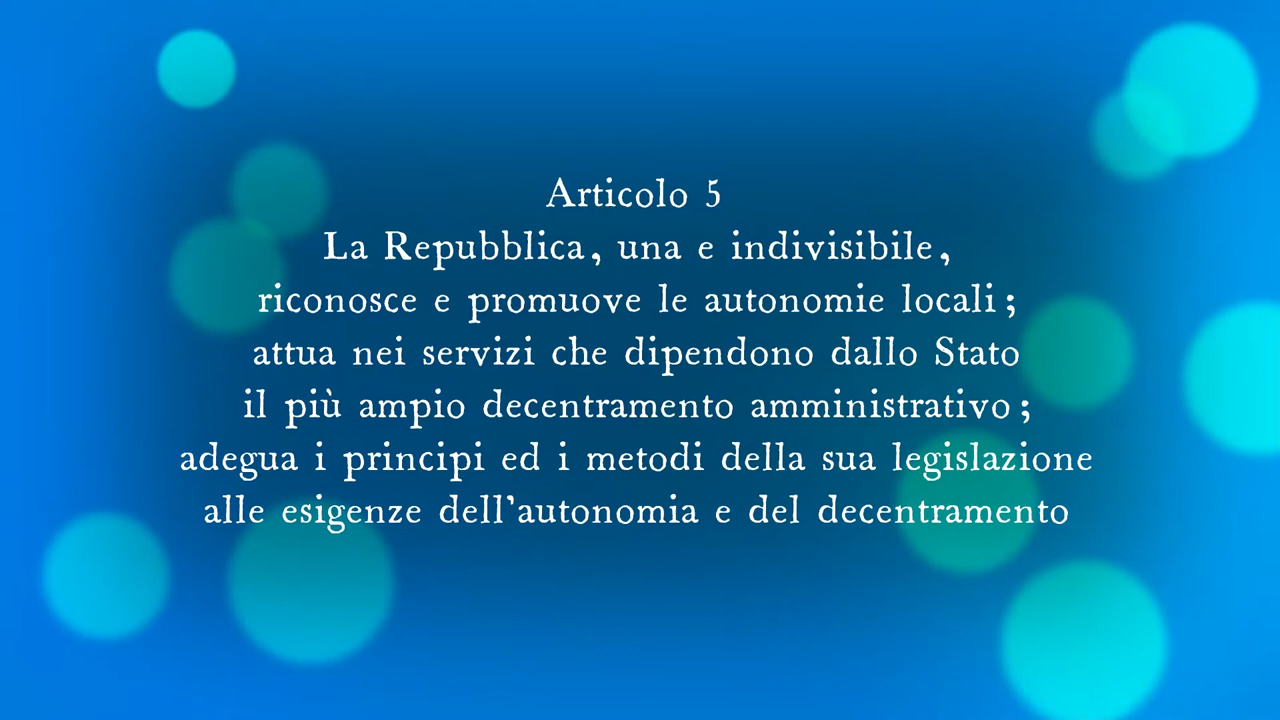 Articolo 5
La Repubblica, una e indivisibile,
riconosce e promuove le autonomie locali;
attua nei servizi che dipendono dallo Stato
il più ampio decentramento amministrativo;
adegua i principi ed i metodi della sua legislazione
alle esigenze dell'autonomia e del decentramento